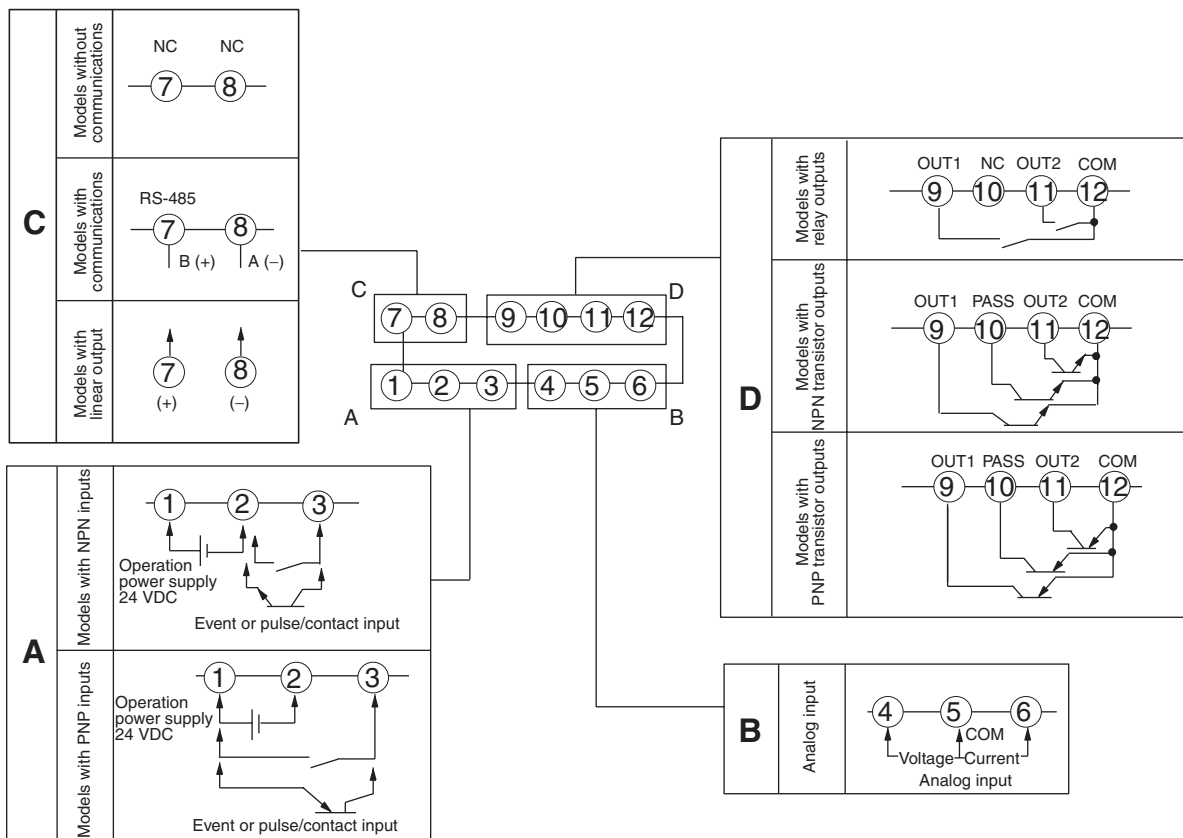 C
Models without
communications
NC NC
7 8
Models with
communications
RS-485
7 8
B (+) A (−)
Models with
linear output
7 8
(+) (−)
C D
7 8 9 10 11 12
1 2 3 4 5 6
A B
D
Models with
relay outputs
OUT1 NC OUT2 COM
9 10 11 12
Models with
NPN transistor outputs
OUT1 PASS OUT2 COM
9 10 11 12
Models with
PNP transistor outputs
OUT1 PASS OUT2 COM
9 10 11 12
A
Models with NPN inputs
1 2 3
Operation
power supply
24 VDC
Event or pulse/contact input
Models with PNP inputs
1 2 3
Operation
power supply
24 VDC
Event or pulse/contact input
B
Analog input
4 5 6
COM
Voltage Current
Analog input